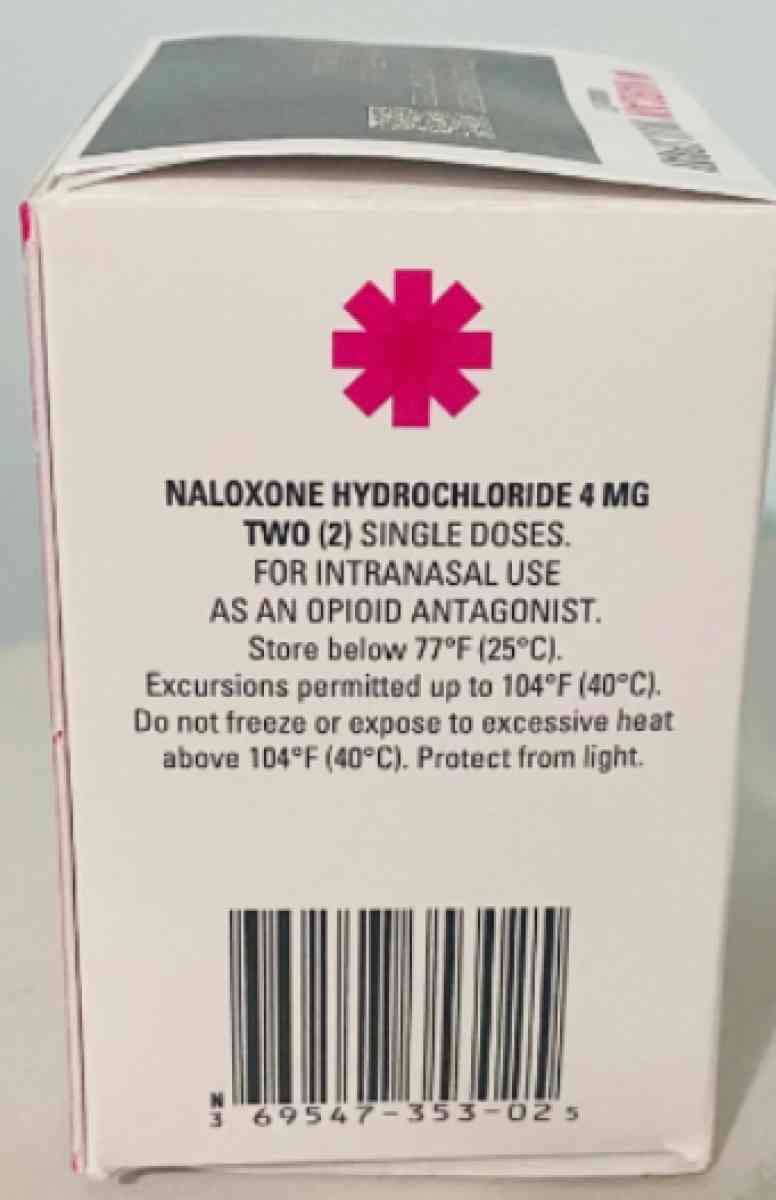 NALOXONE HYDROCHLORIDE 4 MG
TWO (2) SINGLE DOSES.
FOR INTRANASAL USE
AS AN OPIOID ANTAGONIST.
Store below 77°F (25°C).
Excursions permitted up to 104°F (40°C).
Do not freeze or expose to excessive heat
above 104°F (40°C). Protect from light.
N
3 69547-353-02 5